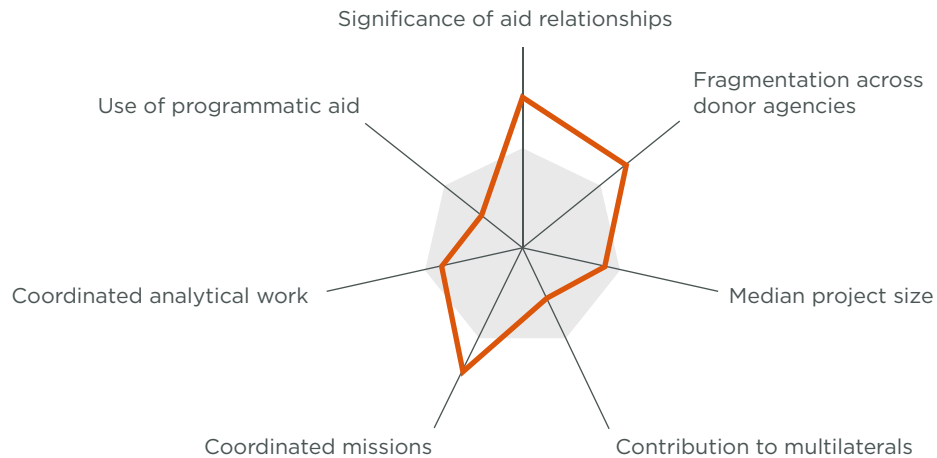 Significance of aid relationships
Fragmentation across
donor agencies
Use of programmatic aid
Coordinated analytical work
Median project size
Coordinated missions
Contribution to multilaterals